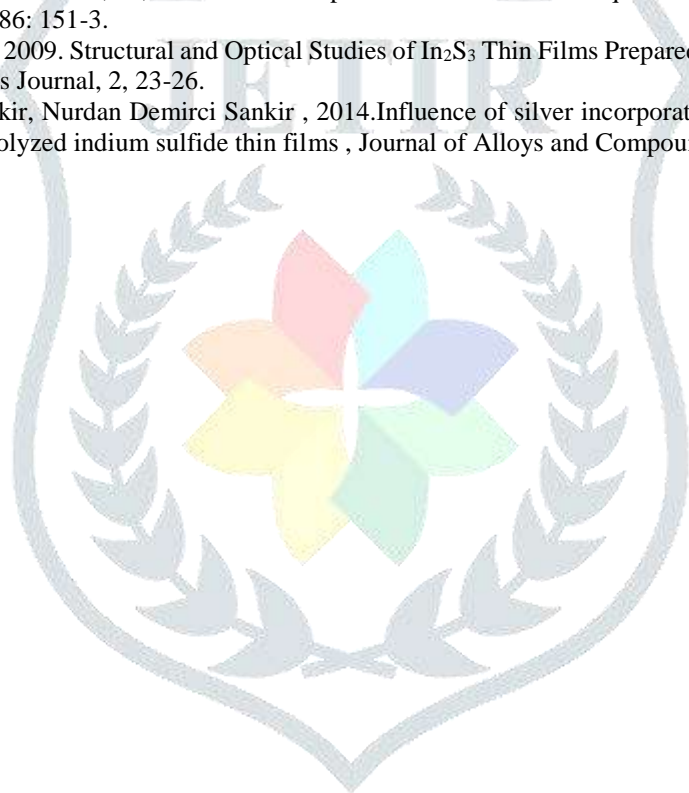 86: 151-3.
2009. Structural and Optical Studies of In₂S₃ Thin Films Prepared
s Journal, 2, 23-26.
kir, Nurdan Demirci Sankir , 2014.Influence of silver incorporat
olyzed indium sulfide thin films , Journal of Alloys and Compou
JETIR